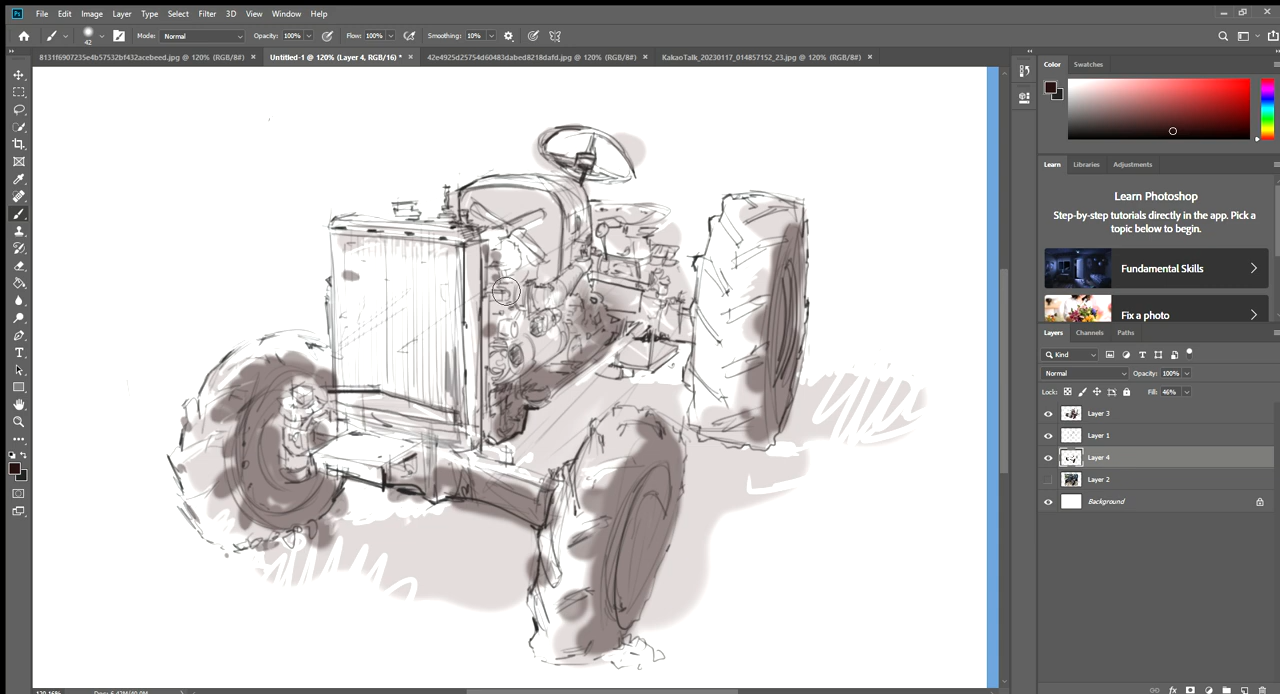 Ps File Edit Image Layer Type Select Filter 3D View Window Help
42 Mode: Normal Opacity: 100% Flow: 100% Smoothing: 10%
8131f6907235e4b57532bf432acebeed.jpg @ 120% (RGB/8#) × Untitled-1 @ 120% (Layer 4, RGB/16) * × 42e4925d25754d60483dabed8218dafd.jpg @ 120% (RGB/8#) × KakaoTalk_20230117_014857152_23.jpg @ 120% (RGB/8#) ×
Color Swatches
Learn Libraries Adjustments
Learn Photoshop
Step-by-step tutorials directly in the app. Pick a
topic below to begin.
Fundamental Skills
Fix a photo
Layers Channels Paths
Kind
Normal Opacity: 100%
Lock: Fill: 46%
Layer 3
Layer 1
Layer 4
Layer 2
Background